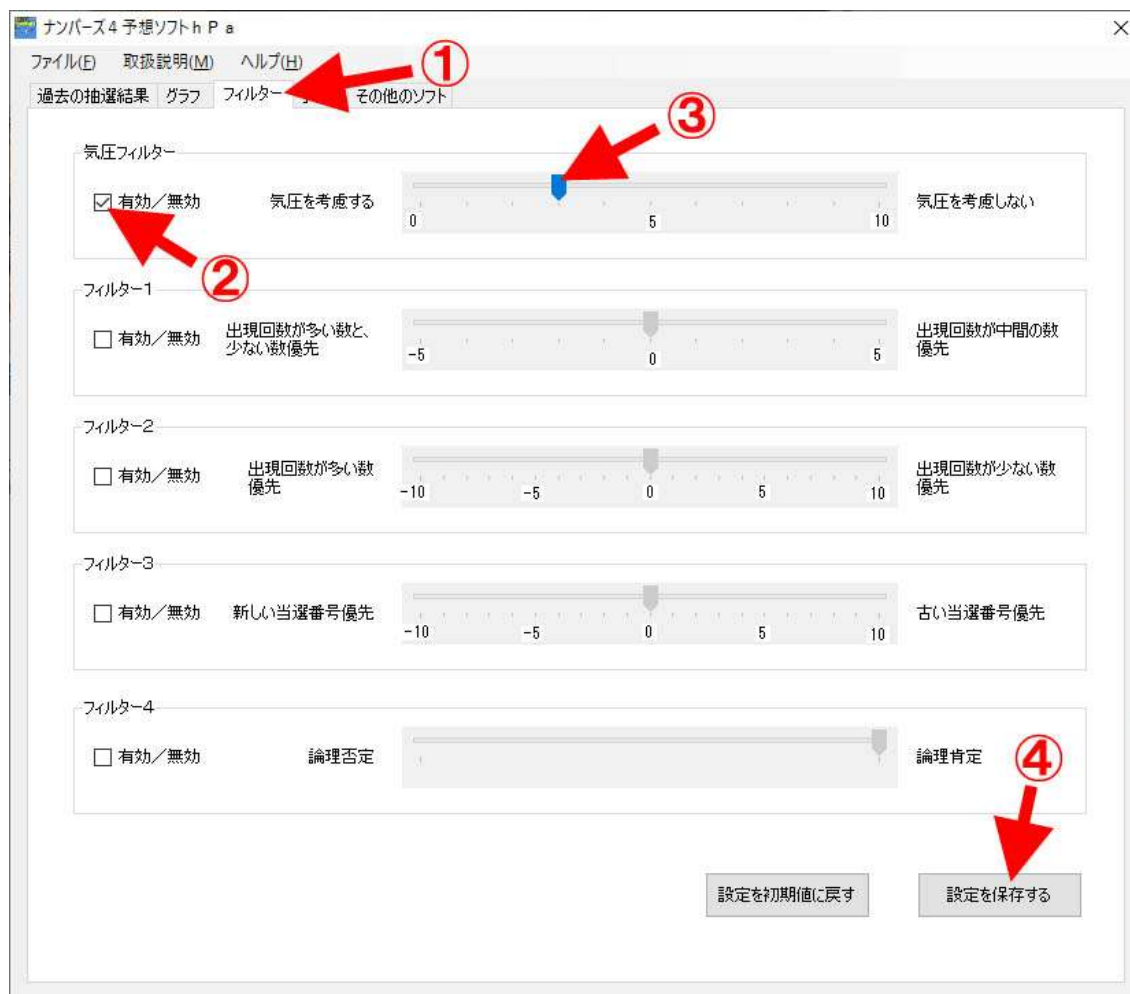 ナンバーズ4予想ソフトｈＰａ
ファイル(F) 取扱説明(M) ヘルプ(H)
①
過去の抽選結果 グラフ フィルター その他のソフト
③
気圧フィルター
有効／無効 気圧を考慮する 0 5 10 気圧を考慮しない
②
フィルター1
有効／無効 出現回数が多い数と、 -5 0 5 出現回数が中間の数
少ない数優先 優先
フィルター2
有効／無効 出現回数が多い数 -10 -5 0 5 10 出現回数が少ない数
優先 優先
フィルター3
有効／無効 新しい当選番号優先 -10 -5 0 5 10 古い当選番号優先
フィルター4
有効／無効 論理否定 論理肯定
④
設定を初期値に戻す 設定を保存する